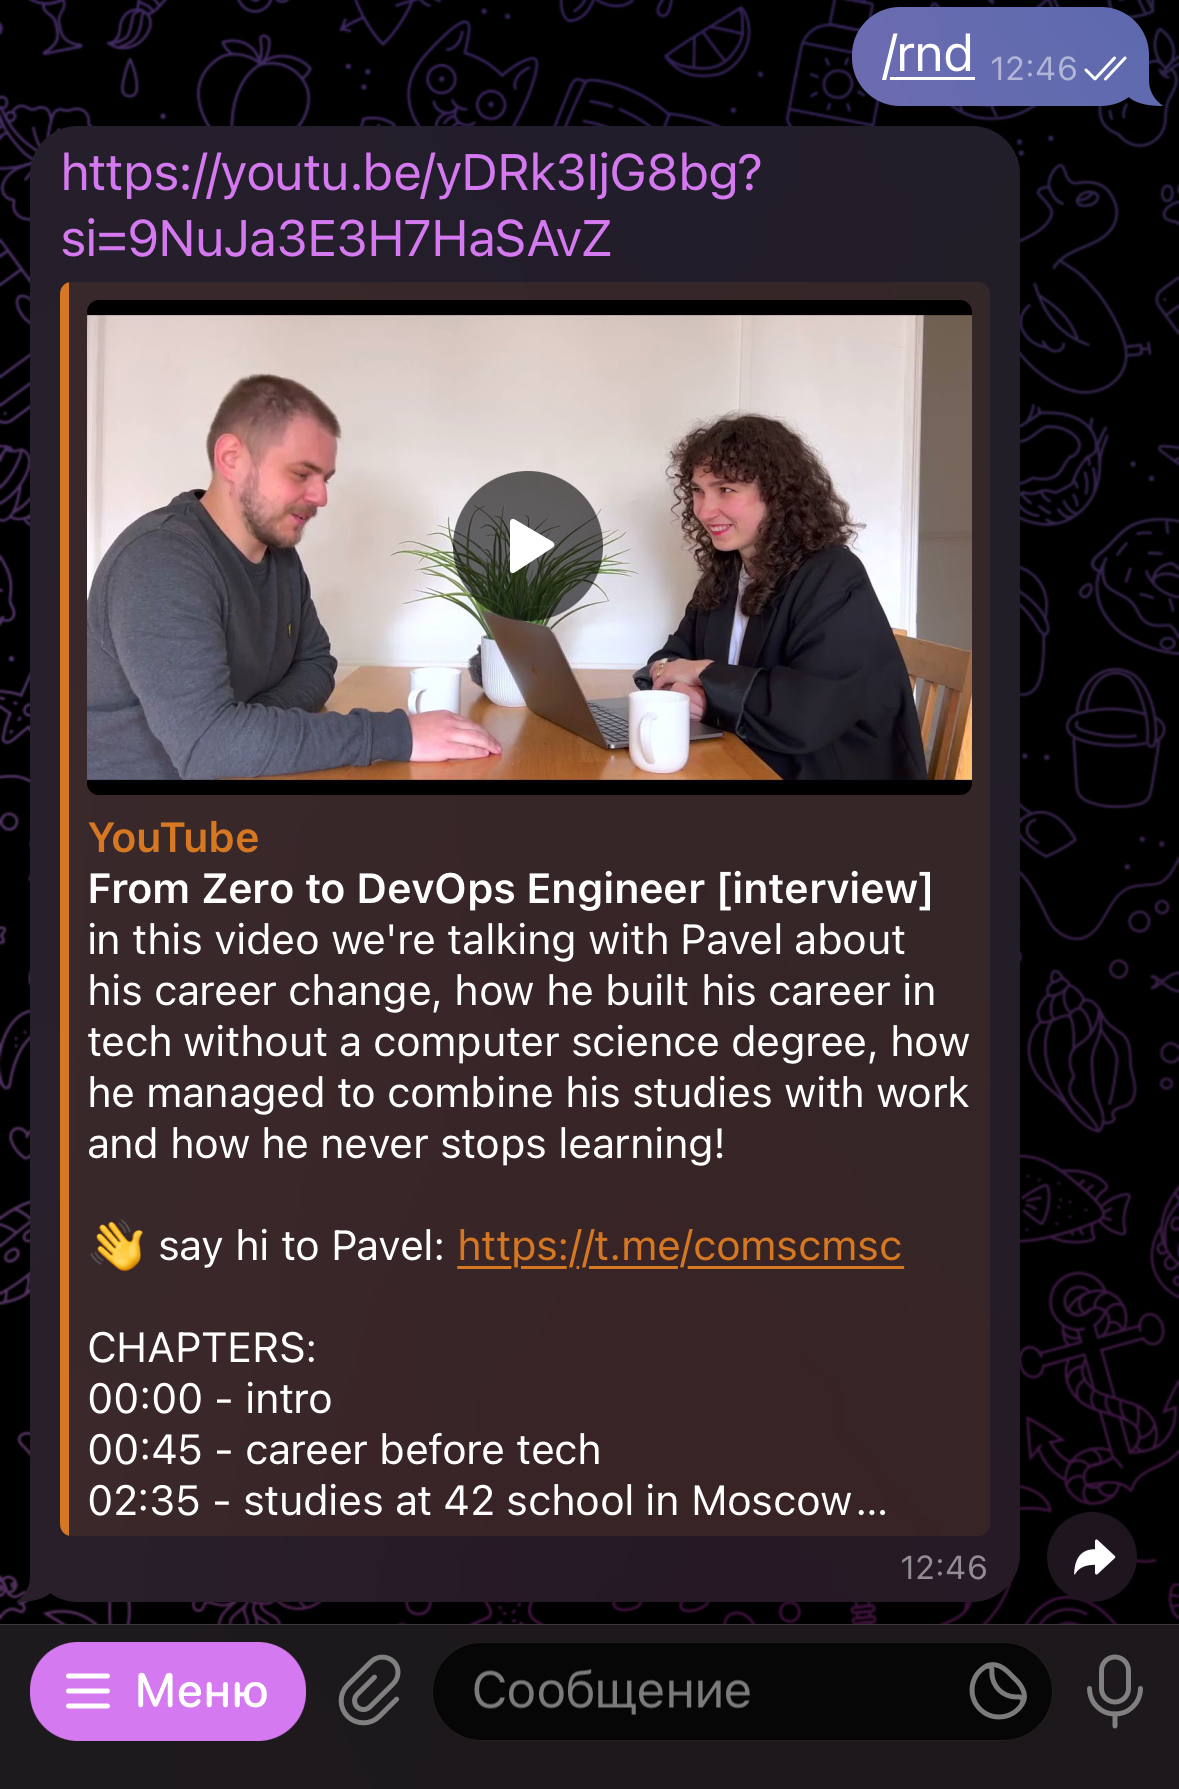 /rnd 12:46
https://youtu.be/yDRk3ljG8bg?
si=9NuJa3E3H7HaSAvZ
YouTube
From Zero to DevOps Engineer [interview]
in this video we're talking with Pavel about
his career change, how he built his career in
tech without a computer science degree, how
he managed to combine his studies with work
and how he never stops learning!
👋 say hi to Pavel: https://t.me/comscmsc
CHAPTERS:
00:00 - intro
00:45 - career before tech
02:35 - studies at 42 school in Moscow...
12:46
Меню
Сообщение